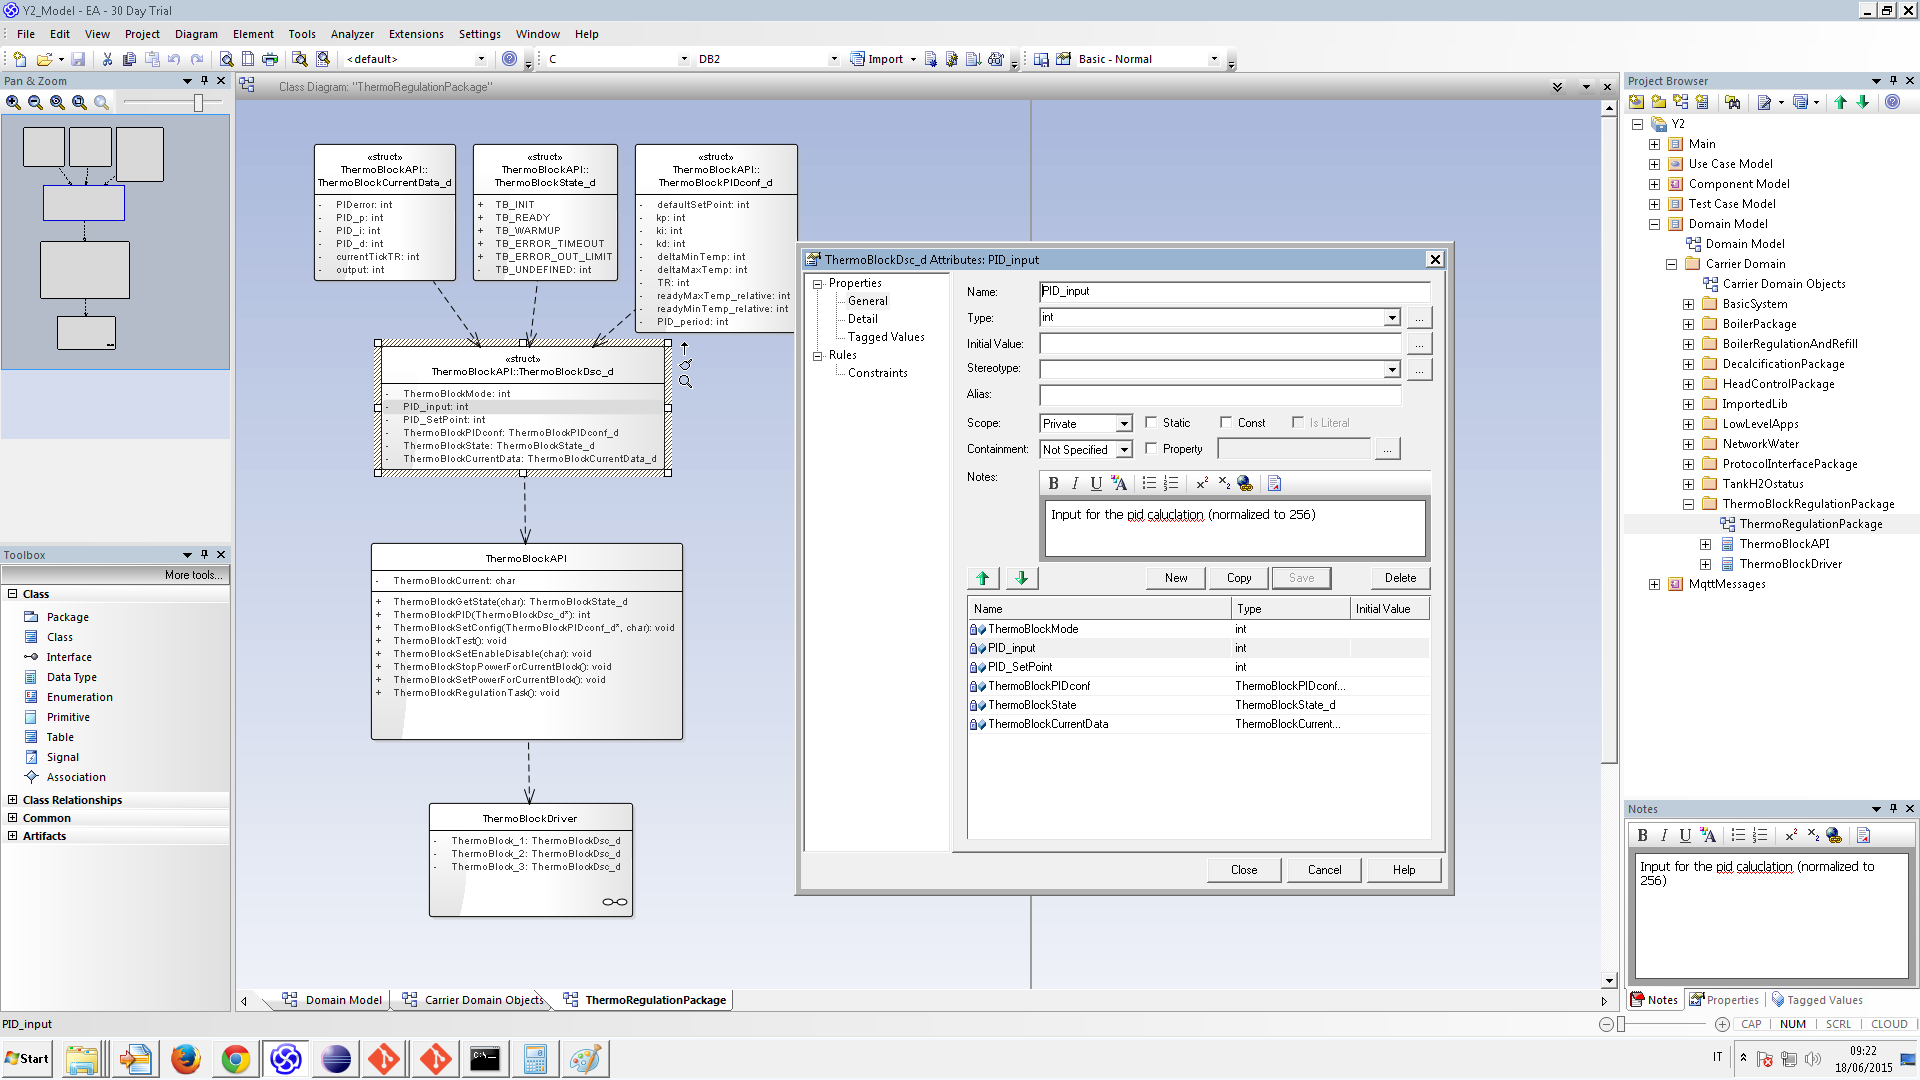 Y2_Model - EA - 30 Day Trial
File Edit View Project Diagram Element Tools Analyzer Extensions Settings Window Help
<default> C DB2 Import Basic - Normal
Pan & Zoom
Class Diagram: "ThermoRegulationPackage"
«struct»
ThermoBlockAPI::
ThermoBlockCurrentData_d
- PIDerror: int
- PID_p: int
- PID_i: int
- PID_d: int
- currentTickTR: int
- output: int
«struct»
ThermoBlockAPI::
ThermoBlockState_d
+ TB_INIT
+ TB_READY
+ TB_WARMUP
+ TB_ERROR_TIMEOUT
+ TB_ERROR_OUT_LIMIT
- TB_UNDEFINED: int
«struct»
ThermoBlockAPI::
ThermoBlockPIDconf_d
- defaultSetPoint: int
- kp: int
- ki: int
- kd: int
- deltaMinTemp: int
- deltaMaxTemp: int
- TR: int
- readyMaxTemp_relative: int
- readyMinTemp_relative: int
- PID_period: int
«struct»
ThermoBlockAPI::ThermoBlockDsc_d
- ThermoBlockMode: int
- PID_input: int
- PID_SetPoint: int
- ThermoBlockPIDconf: ThermoBlockPIDconf_d
- ThermoBlockState: ThermoBlockState_d
- ThermoBlockCurrentData: ThermoBlockCurrentData_d
ThermoBlockAPI
- ThermoBlockCurrent: char
+ ThermoBlockGetState(char): ThermoBlockState_d
+ ThermoBlockPID(ThermoBlockDsc_d*): int
+ ThermoBlockSetConfig(ThermoBlockPIDconf_d*, char): void
+ ThermoBlockTest(): void
+ ThermoBlockSetEnableDisable(char): void
+ ThermoBlockStopPowerForCurrentBlock(): void
+ ThermoBlockSetPowerForCurrentBlock(): void
+ ThermoBlockRegulationTask(): void
ThermoBlockDriver
- ThermoBlock_1: ThermoBlockDsc_d
- ThermoBlock_2: ThermoBlockDsc_d
- ThermoBlock_3: ThermoBlockDsc_d
Toolbox
More tools...
Class
Package
Class
Interface
Data Type
Enumeration
Primitive
Table
Signal
Association
Class Relationships
Common
Artifacts
ThermoBlockDsc_d Attributes: PID_input
Properties
General
Detail
Tagged Values
Rules
Constraints
Name: PID_input
Type: int ...
Initial Value: ...
Stereotype: ...
Alias:
Scope: Private Static Const Is Literal
Containment: Not Specified Property ...
Notes:
B I U A x² x₂
Input for the pid caluclation (normalized to 256)
New Copy Save Delete
Name Type Initial Value
ThermoBlockMode int
PID_input int
PID_SetPoint int
ThermoBlockPIDconf ThermoBlockPIDconf...
ThermoBlockState ThermoBlockState_d
ThermoBlockCurrentData ThermoBlockCurrent...
Close Cancel Help
Project Browser
Y2
Main
Use Case Model
Component Model
Test Case Model
Domain Model
Domain Model
Carrier Domain
Carrier Domain Objects
BasicSystem
BoilerPackage
BoilerRegulationAndRefill
DecalcificationPackage
HeadControlPackage
ImportedLib
LowLevelApps
NetworkWater
ProtocolInterfacePackage
TankH2Ostatus
ThermoBlockRegulationPackage
ThermoRegulationPackage
ThermoBlockAPI
ThermoBlockDriver
MqttMessages
Notes
B I U A x² x₂
Input for the pid caluclation (normalized to
256)
Notes Properties Tagged Values
Domain Model Carrier Domain Objects ThermoRegulationPackage
PID_input CAP NUM SCRL CLOUD
Start IT 09:22
18/06/2015